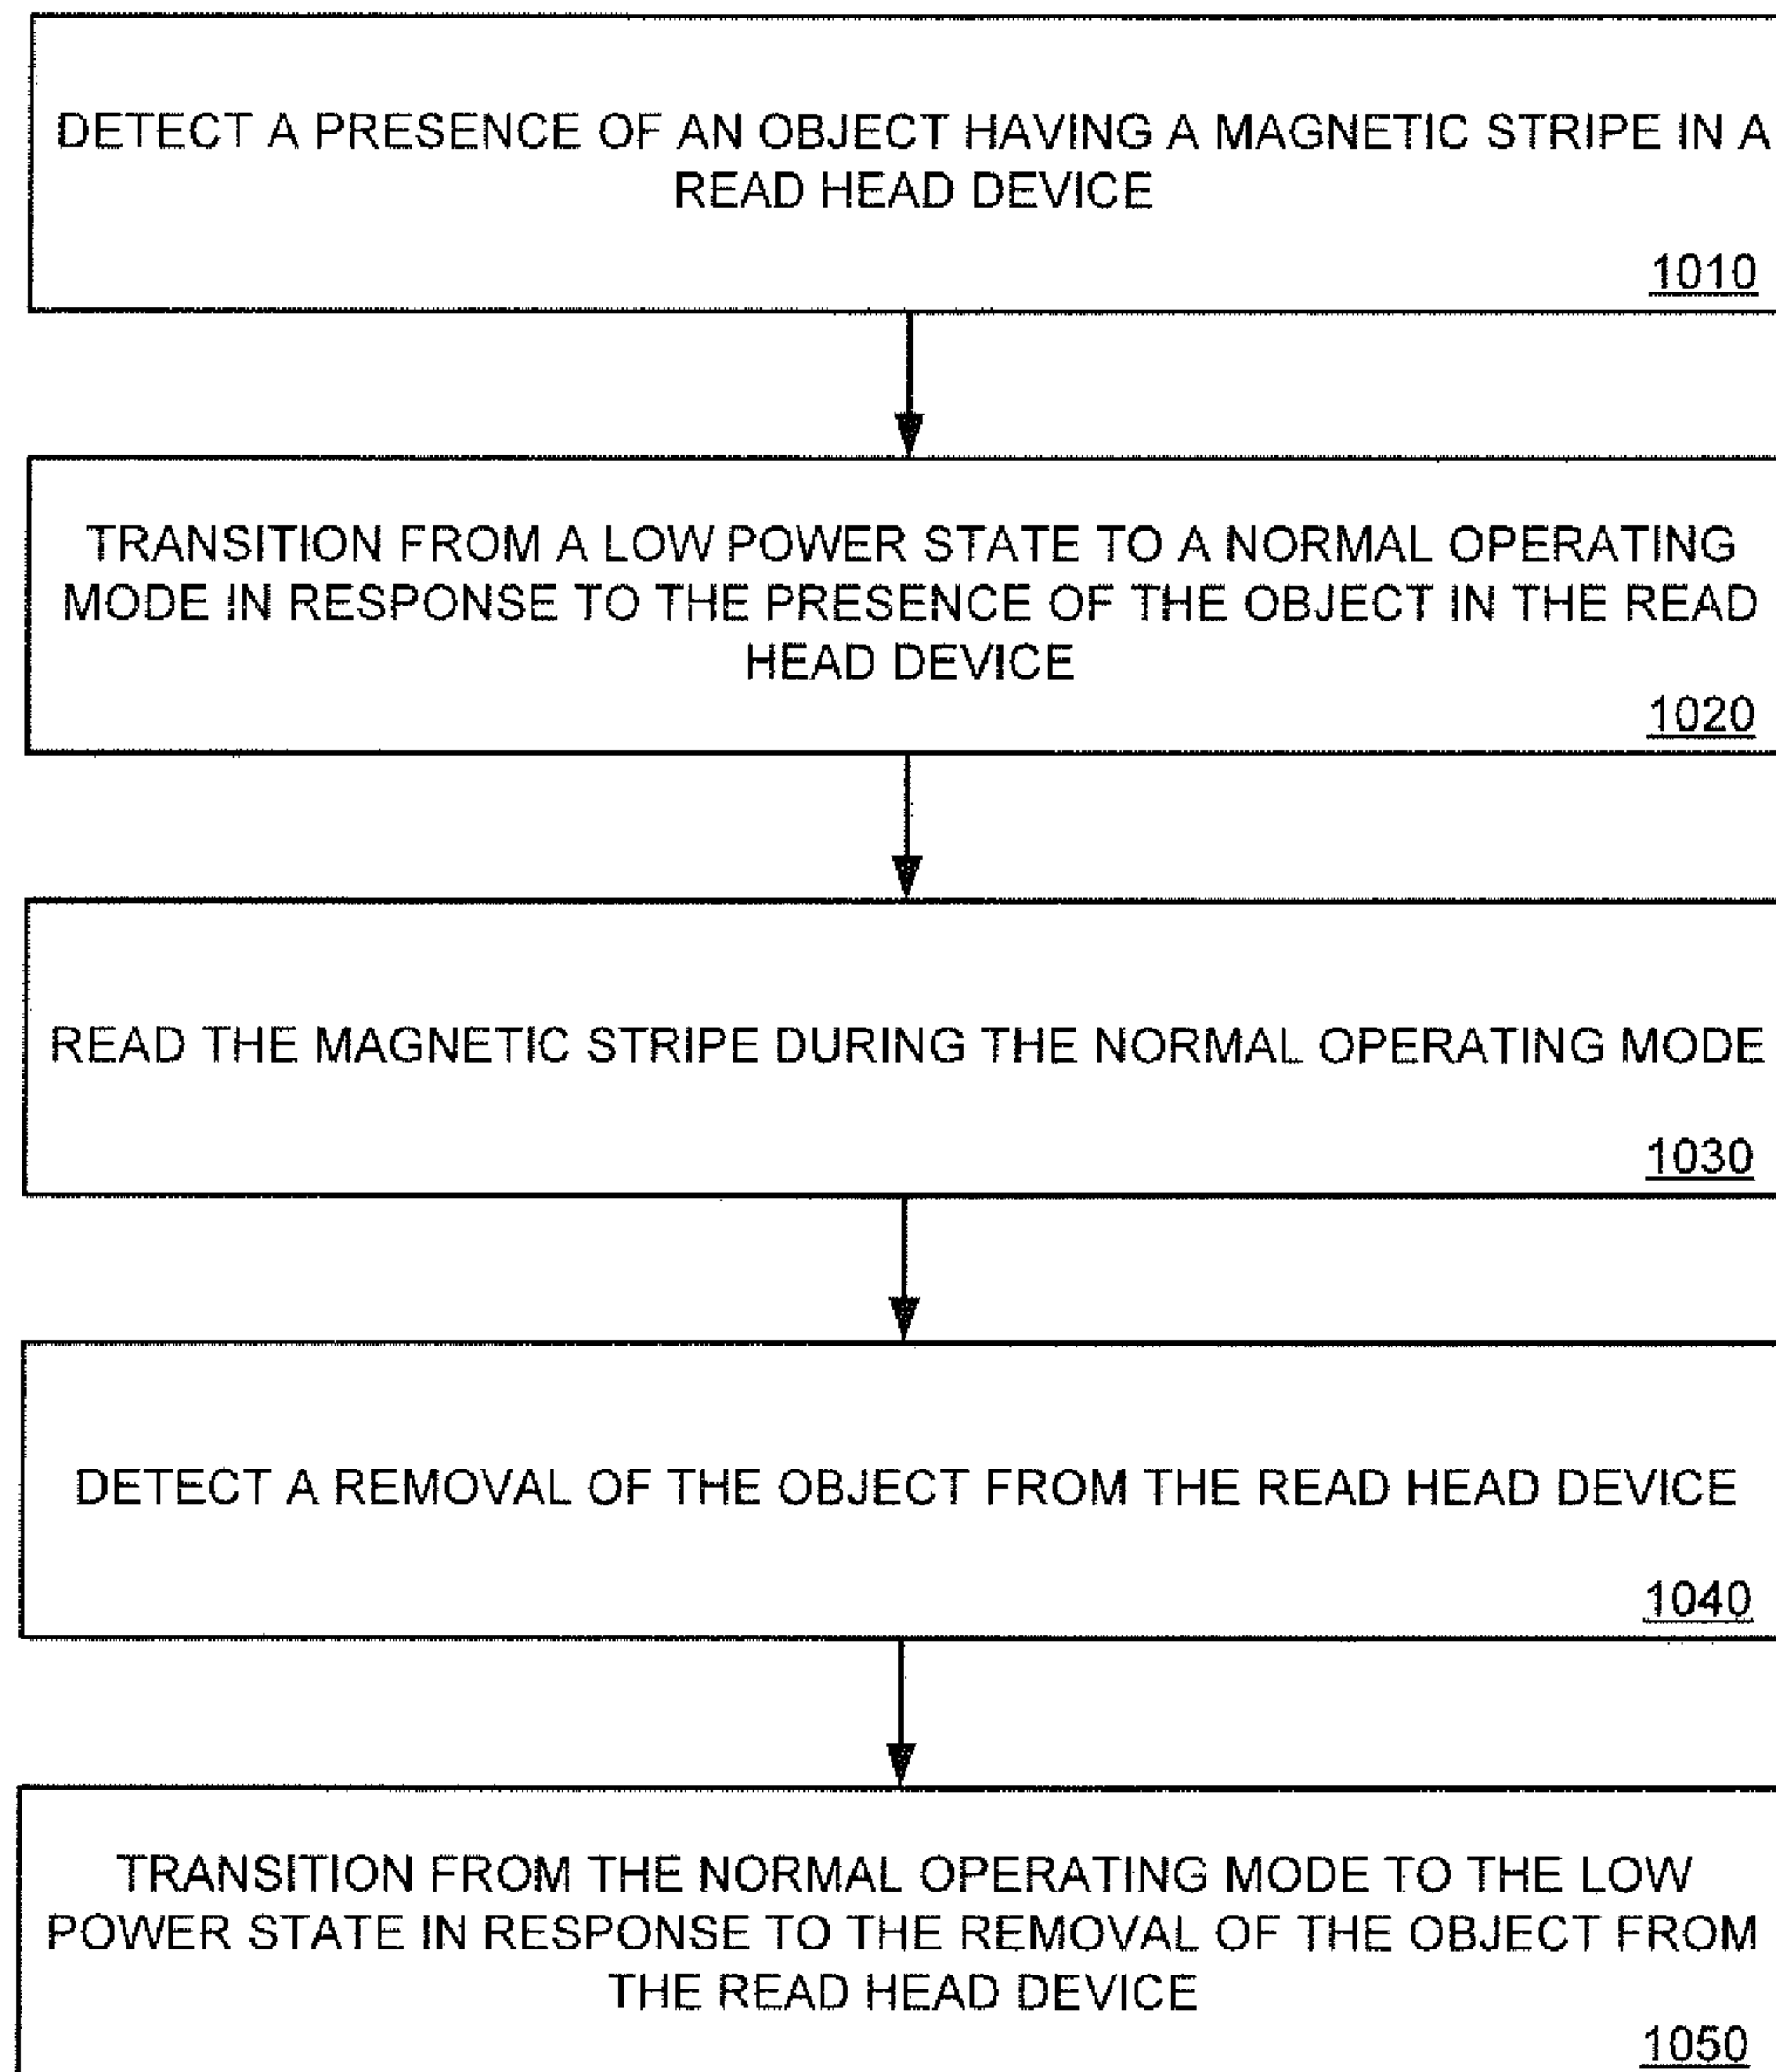 DETECT A PRESENCE OF AN OBJECT HAVING A MAGNETIC STRIPE IN A
READ HEAD DEVICE
1010
TRANSITION FROM A LOW POWER STATE TO A NORMAL OPERATING
MODE IN RESPONSE TO THE PRESENCE OF THE OBJECT IN THE READ
HEAD DEVICE
1020
READ THE MAGNETIC STRIPE DURING THE NORMAL OPERATING MODE
1030
DETECT A REMOVAL OF THE OBJECT FROM THE READ HEAD DEVICE
1040
TRANSITION FROM THE NORMAL OPERATING MODE TO THE LOW
POWER STATE IN RESPONSE TO THE REMOVAL OF THE OBJECT FROM
THE READ HEAD DEVICE
1050